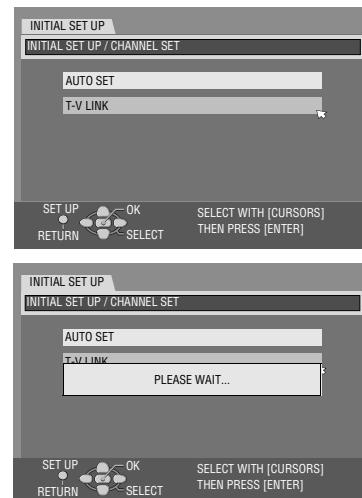 INITIAL SET UP
INITIAL SET UP / CHANNEL SET
AUTO SET
T-V LINK
SET UP
OK
RETURN
SELECT
SELECT WITH [CURSORS]
THEN PRESS [ENTER]
INITIAL SET UP
INITIAL SET UP / CHANNEL SET
AUTO SET
T-V LINK
PLEASE WAIT...
SET UP
OK
RETURN
SELECT
SELECT WITH [CURSORS]
THEN PRESS [ENTER]